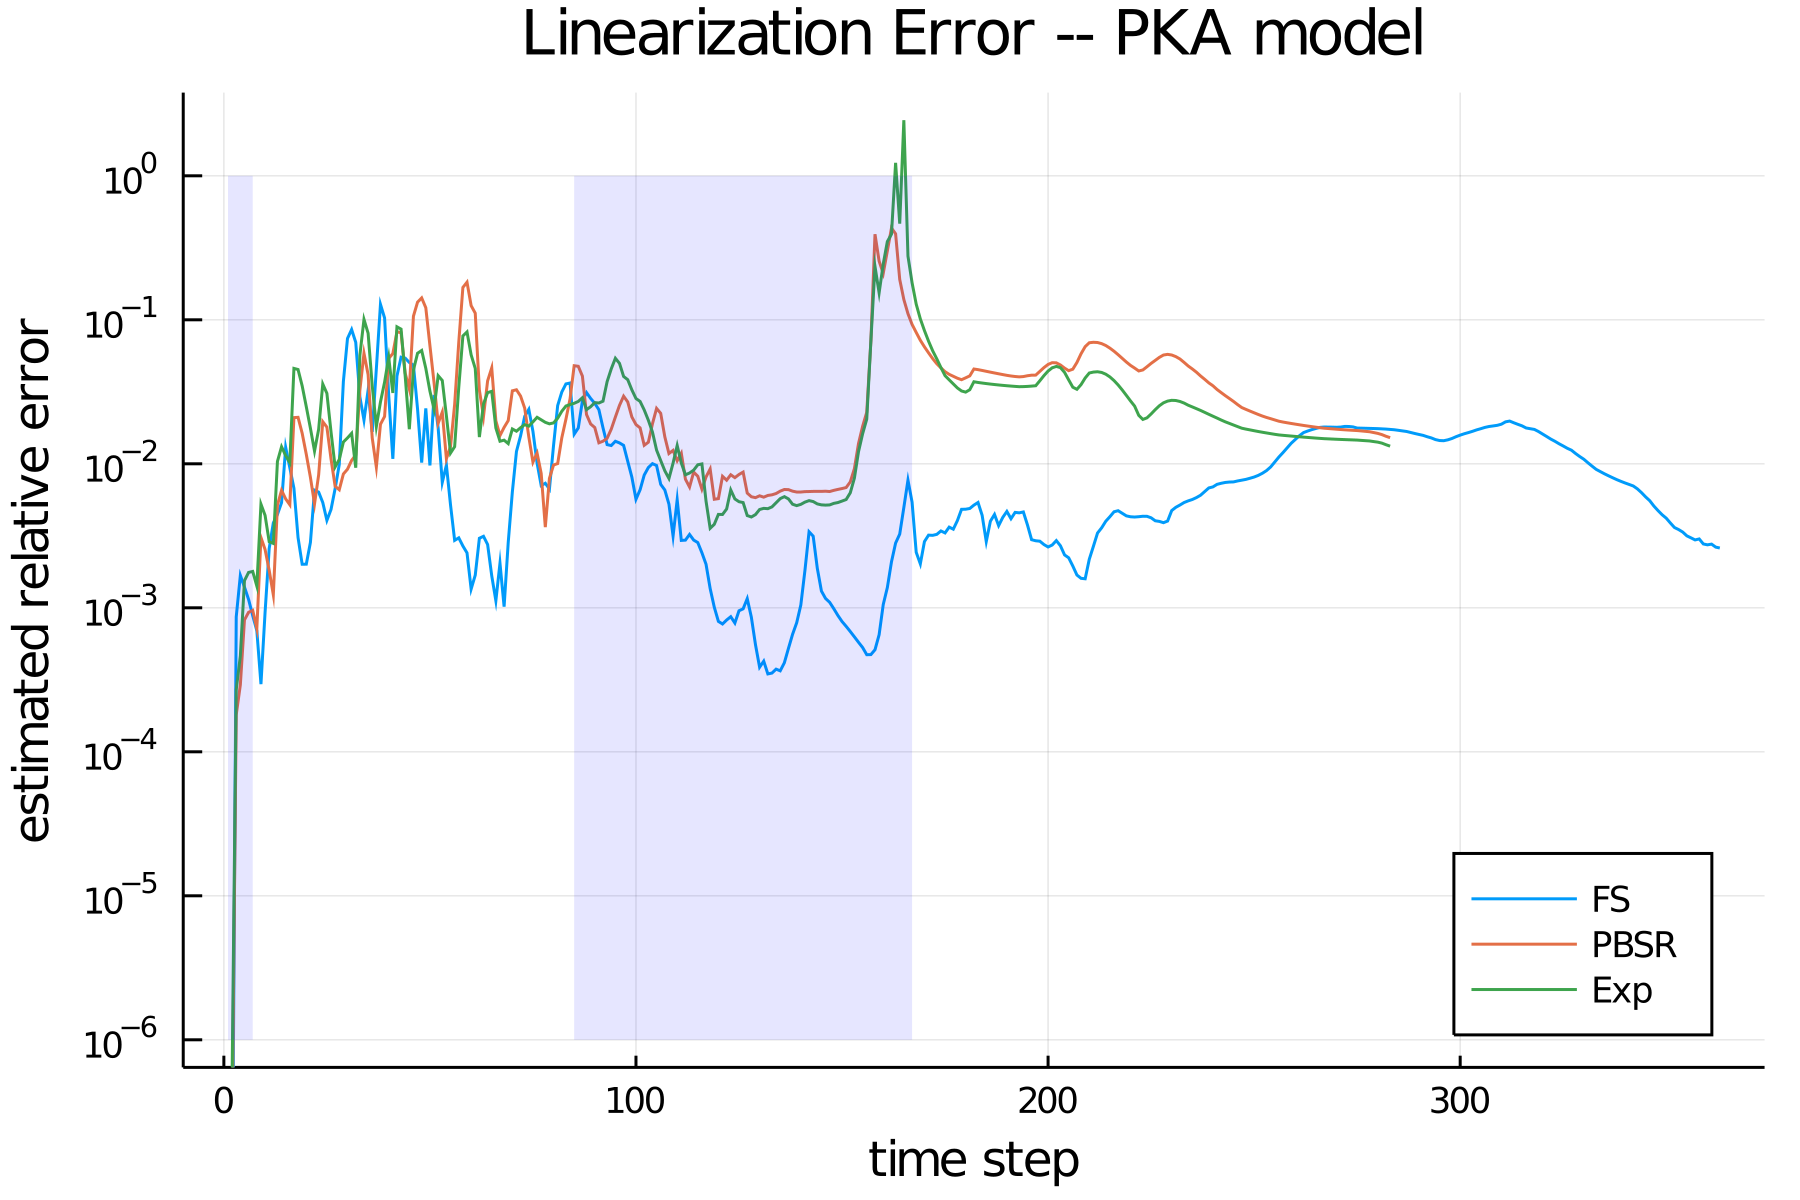 Linearization Error -- PKA model
estimated relative error
10^0
10^−1
10^−2
10^−3
10^−4
10^−5
10^−6
FS
PBSR
Exp
0 100 200 300
time step